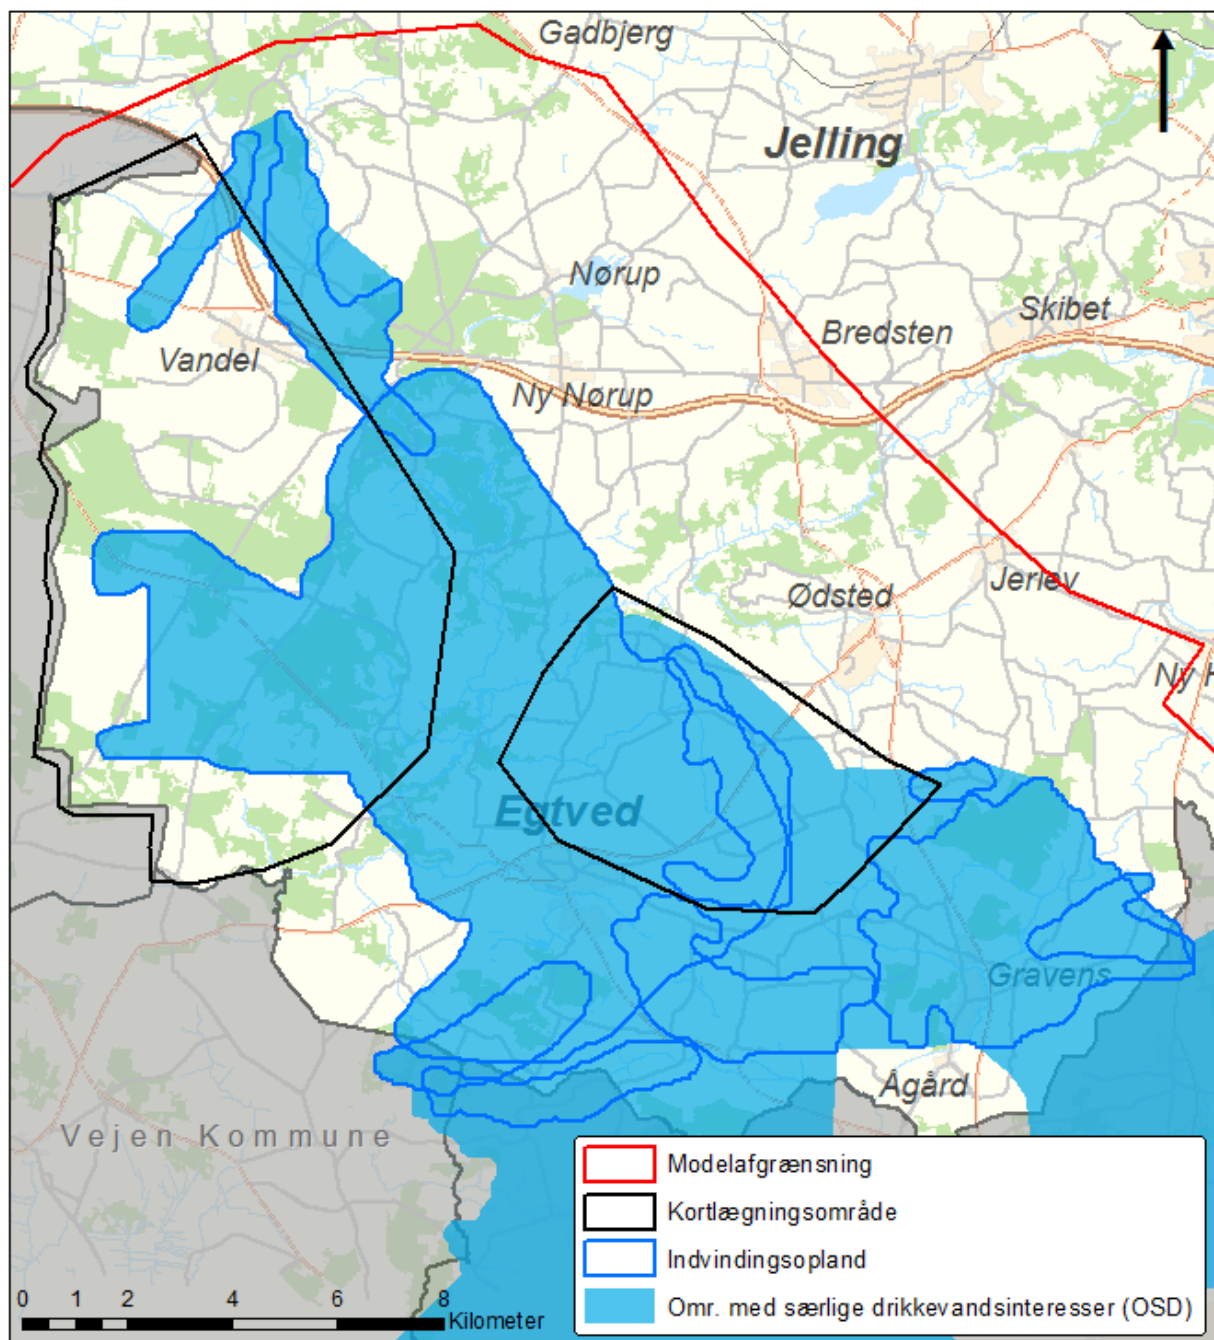 Gadbjerg
Jelling
Nørup
Skibet
Bredsten
Vandel
Ny Nørup
Ødsted
Jerlev
Ny H
Egtved
Gravens
Ågård
Vejen Kommune
Modelafgrænsning
Kortlægningsområde
Indvindingsopland
Omr. med særlige drikkevandsinteresser (OSD)
0 1 2 4 6 8
Kilometer